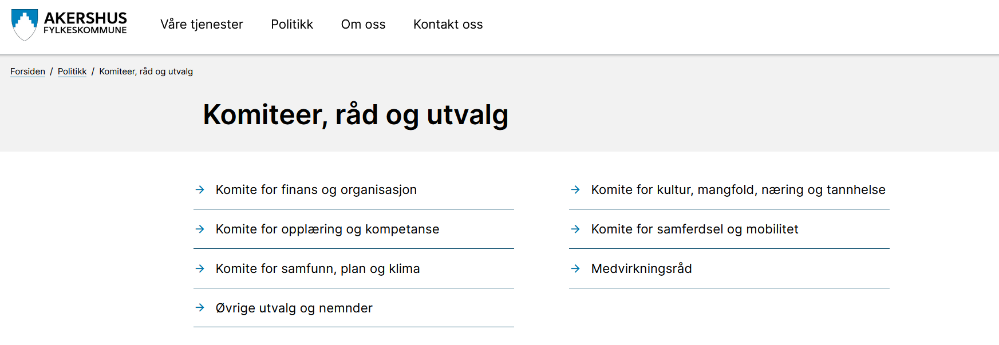 AKERSHUS
FYLKESKOMMUNE
Våre tjenester
Politikk
Om oss
Kontakt oss
Forsiden / Politikk / Komiteer, råd og utvalg
Komiteer, råd og utvalg
Komite for finans og organisasjon
Komite for kultur, mangfold, næring og tannhelse
Komite for opplæring og kompetanse
Komite for samferdsel og mobilitet
Komite for samfunn, plan og klima
Medvirkningsråd
Øvrige utvalg og nemnder